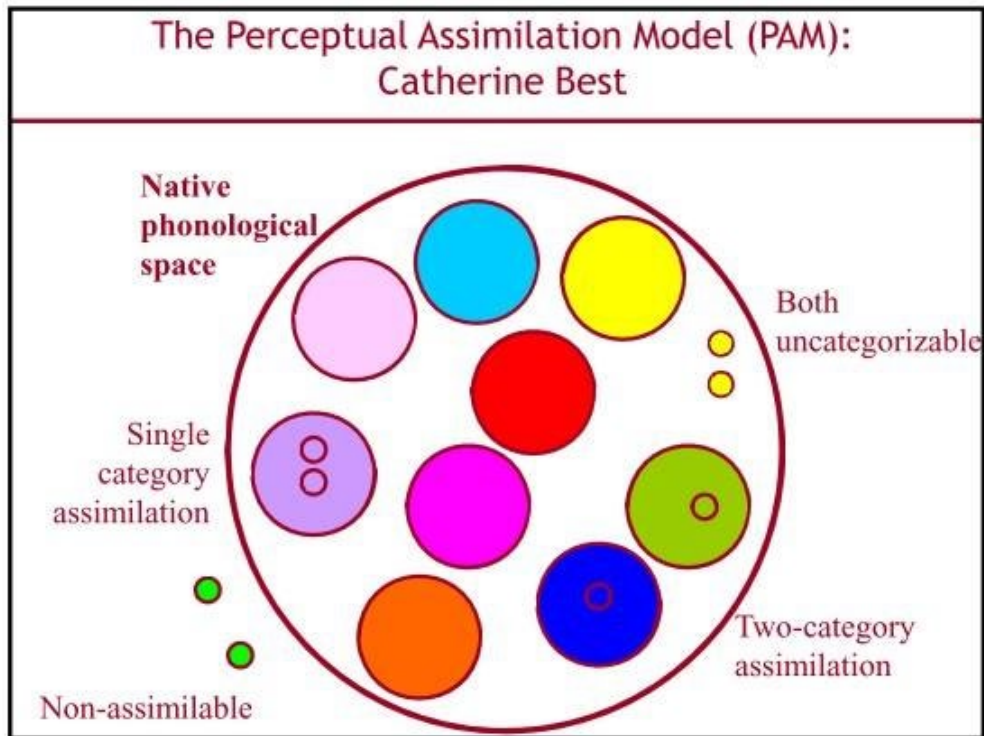 The Perceptual Assimilation Model (PAM):
Catherine Best
Native
phonological
space
Both
uncategorizable
Single
category
assimilation
Two-category
assimilation
Non-assimilable